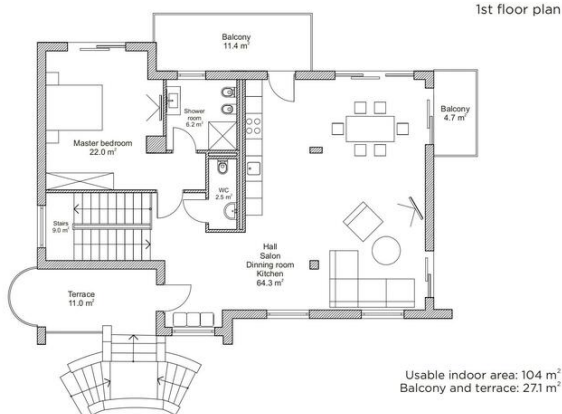 1st floor plan
Balcony
11.4 m²
Balcony
4.7 m²
Shower
room
6.2 m²
Master bedroom
22.0 m²
WC
2.5 m²
Stairs
9.0 m²
Hall
Salon
Dinning room
Kitchen
64.3 m²
Terrace
11.0 m²
Usable indoor area: 104 m²
Balcony and terrace: 27.1 m²